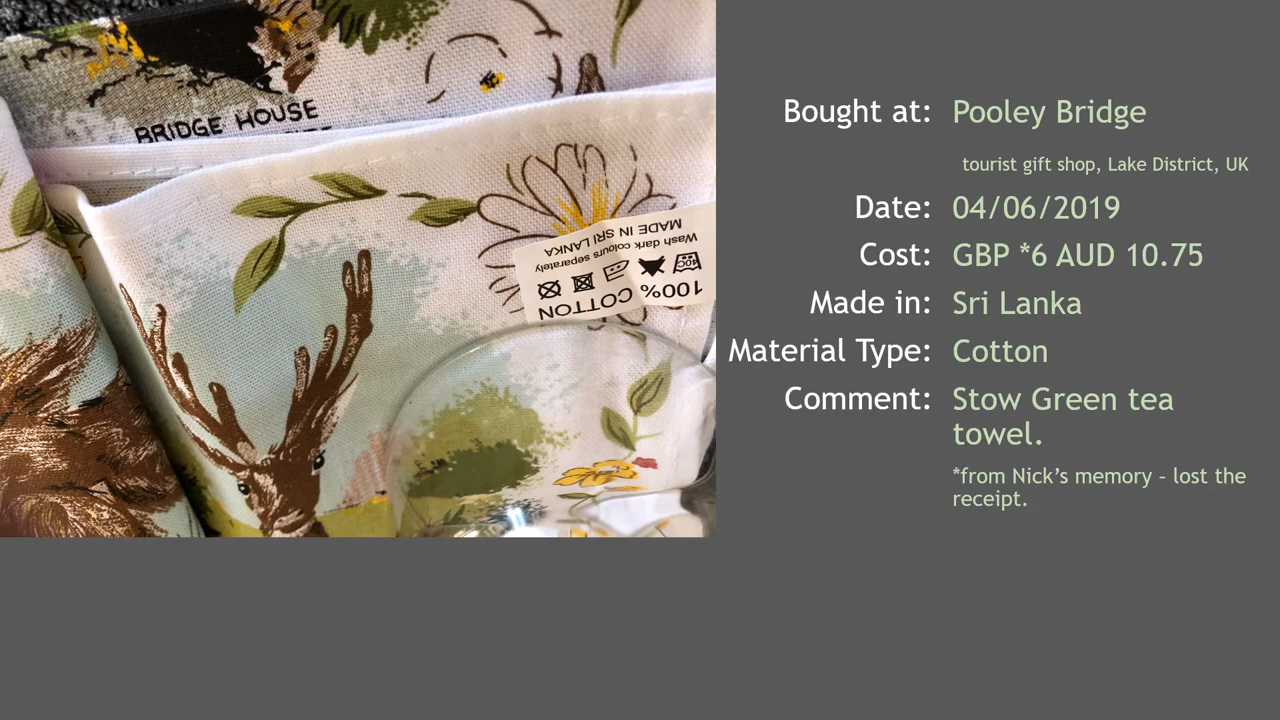 BRIDGE HOUSE
MADE IN SRI LANKA
Wash dark colours separately
40C
100% COTTON
Bought at: Pooley Bridge
tourist gift shop, Lake District, UK
Date: 04/06/2019
Cost: GBP *6 AUD 10.75
Made in: Sri Lanka
Material Type: Cotton
Comment: Stow Green tea
towel.
*from Nick’s memory – lost the
receipt.